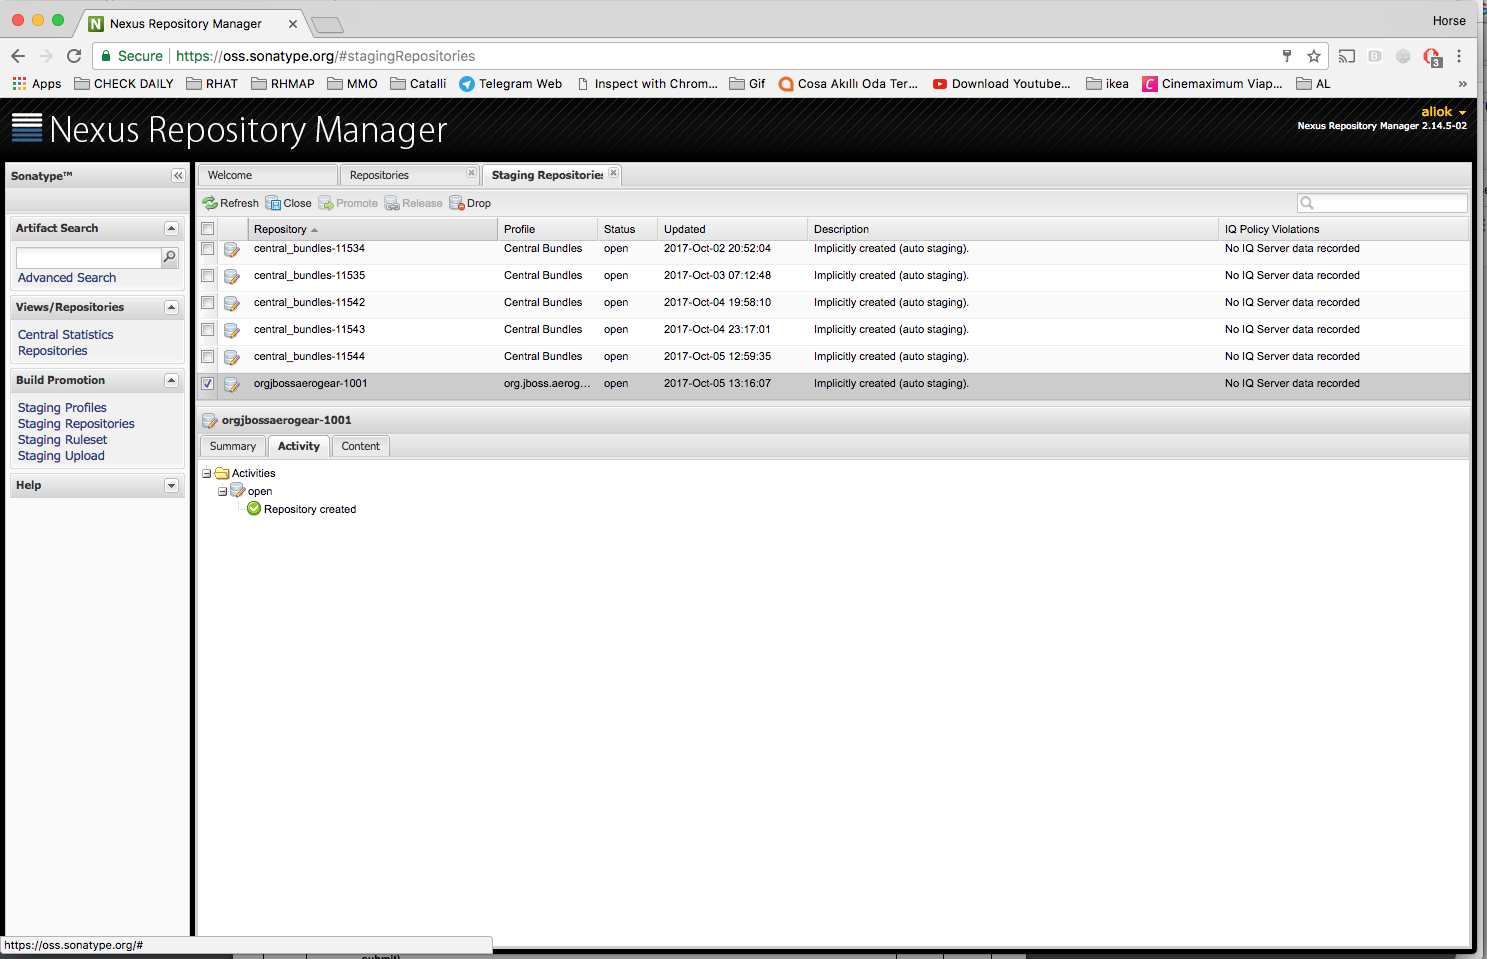 Nexus Repository Manager
Horse
Secure https://oss.sonatype.org/#stagingRepositories
3
Apps CHECK DAILY RHAT RHMAP MMO Catalli Telegram Web Inspect with Chrom... Gif Cosa Akıllı Oda Ter... Download Youtube... ikea Cinemaximum Viap... AL »
Nexus Repository Manager
aliok
Nexus Repository Manager 2.14.5-02
Sonatype™
Welcome Repositories Staging Repositories
Refresh Close Promote Release Drop
Artifact Search
Advanced Search
Views/Repositories
Central Statistics
Repositories
Build Promotion
Staging Profiles
Staging Repositories
Staging Ruleset
Staging Upload
Help
Repository Profile Status Updated Description IQ Policy Violations
central_bundles-11534 Central Bundles open 2017-Oct-02 20:52:04 Implicitly created (auto staging). No IQ Server data recorded
central_bundles-11535 Central Bundles open 2017-Oct-03 07:12:48 Implicitly created (auto staging). No IQ Server data recorded
central_bundles-11542 Central Bundles open 2017-Oct-04 19:58:10 Implicitly created (auto staging). No IQ Server data recorded
central_bundles-11543 Central Bundles open 2017-Oct-04 23:17:01 Implicitly created (auto staging). No IQ Server data recorded
central_bundles-11544 Central Bundles open 2017-Oct-05 12:59:35 Implicitly created (auto staging). No IQ Server data recorded
orgjbossaerogear-1001 org.jboss.aerog... open 2017-Oct-05 13:16:07 Implicitly created (auto staging). No IQ Server data recorded
orgjbossaerogear-1001
Summary Activity Content
Activities
open
Repository created
https://oss.sonatype.org/#